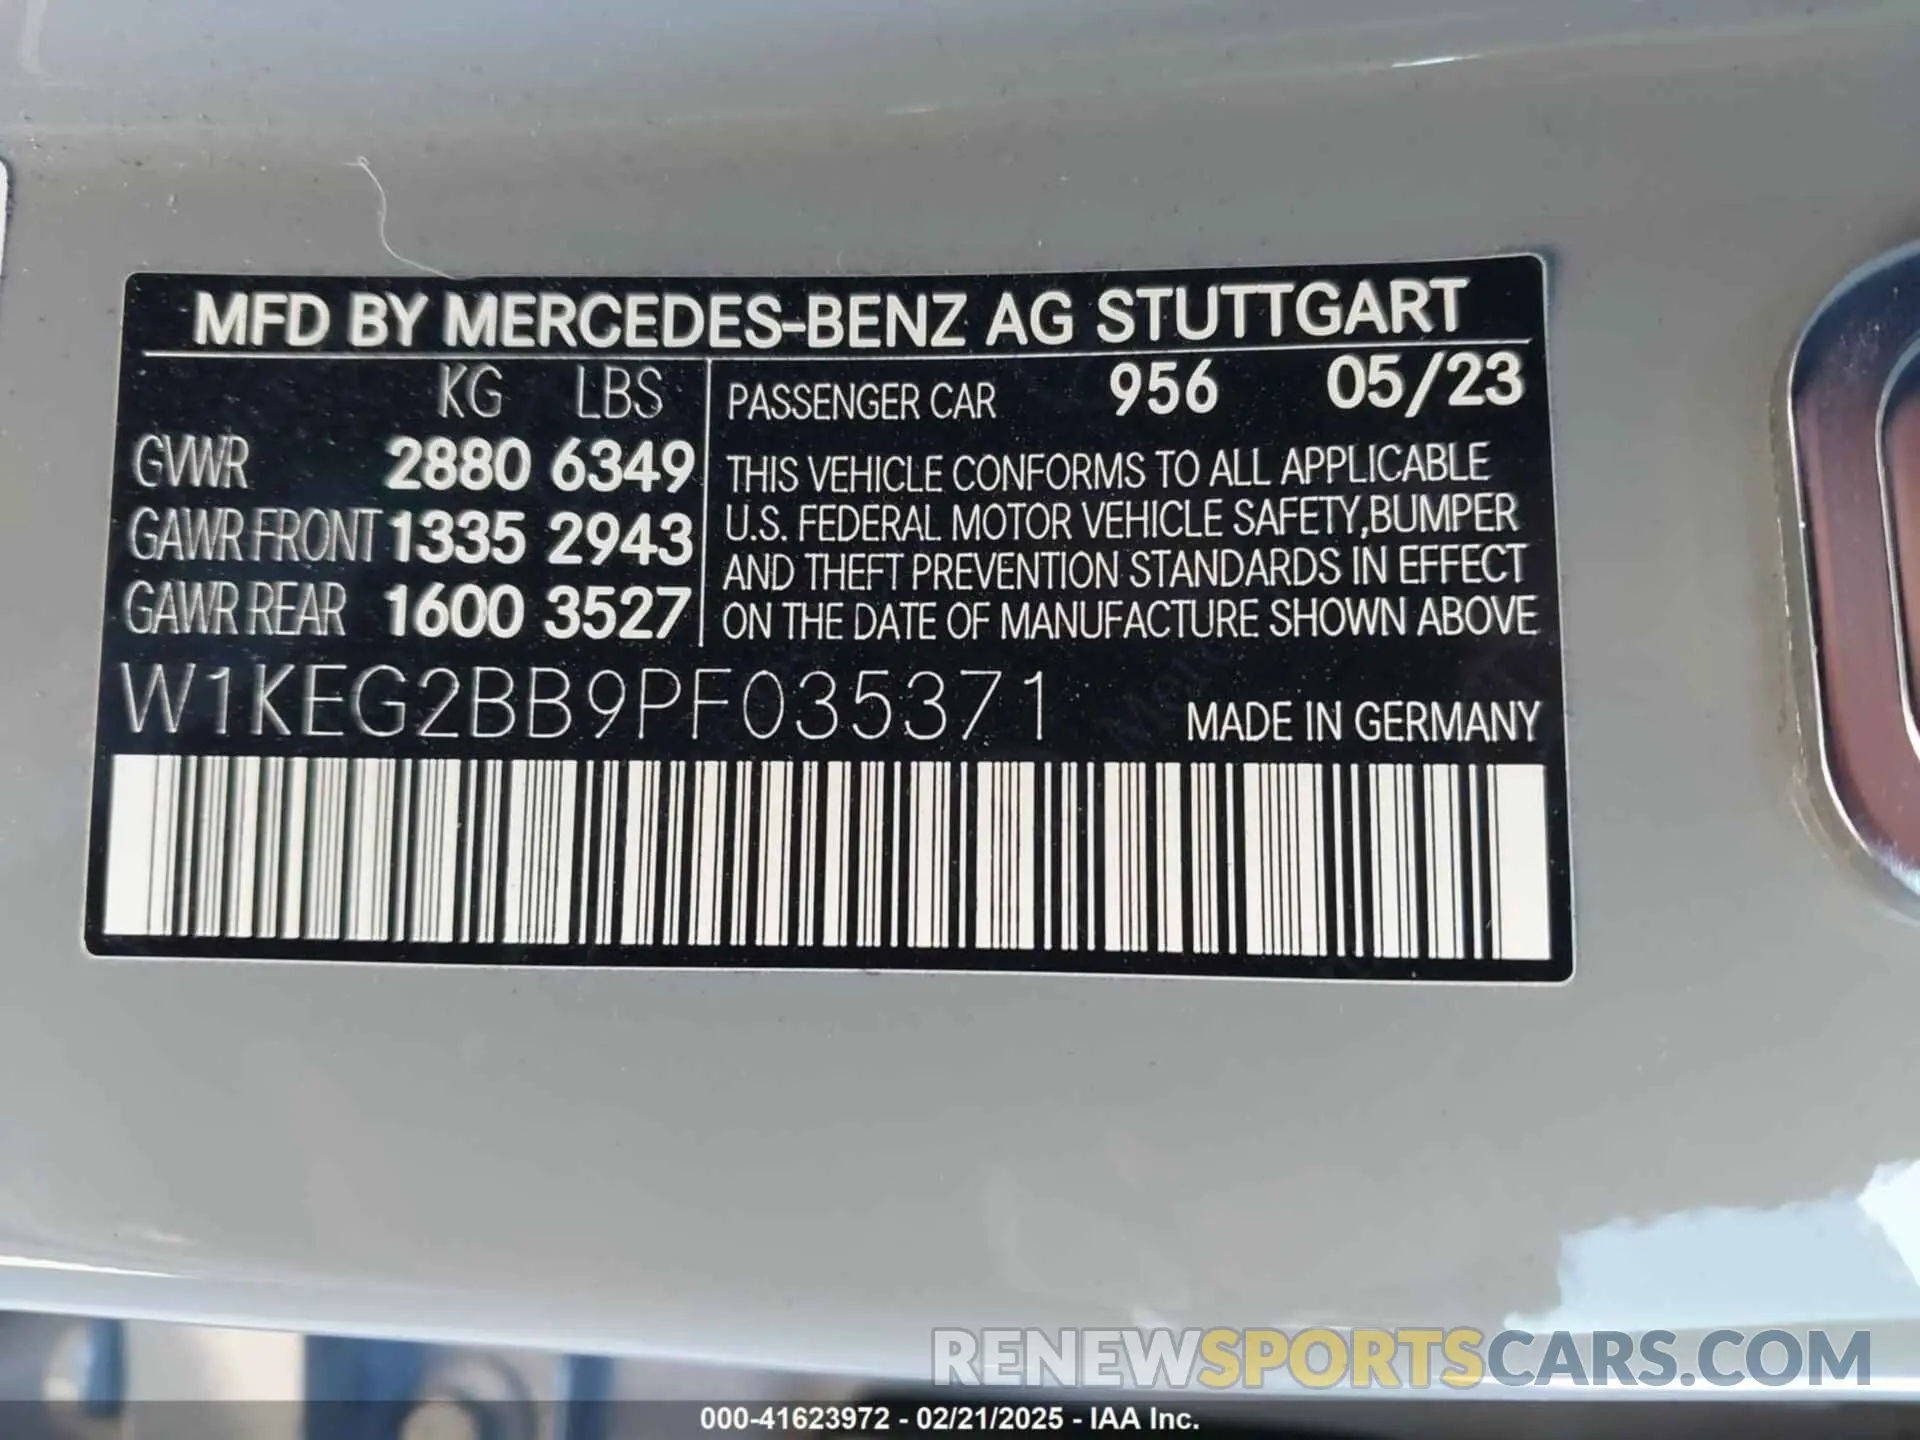 MFD BY MERCEDES-BENZ AG STUTTGART
KG LBS
GVWR 2880 6349
GAWR FRONT 1335 2943
GAWR REAR 1600 3527
PASSENGER CAR 956 05/23
THIS VEHICLE CONFORMS TO ALL APPLICABLE
U.S. FEDERAL MOTOR VEHICLE SAFETY, BUMPER
AND THEFT PREVENTION STANDARDS IN EFFECT
ON THE DATE OF MANUFACTURE SHOWN ABOVE
W1KEG2BB9PF035371
MADE IN GERMANY
RENEWSPORTSCARS.COM
000-41623972 - 02/21/2025 - IAA Inc.